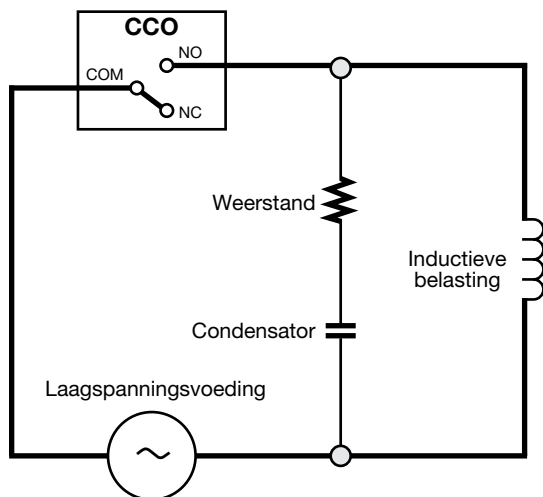 CCO
NO
COM
NC
Weerstand
Inductieve
belasting
Condensator
Laagspanningsvoeding